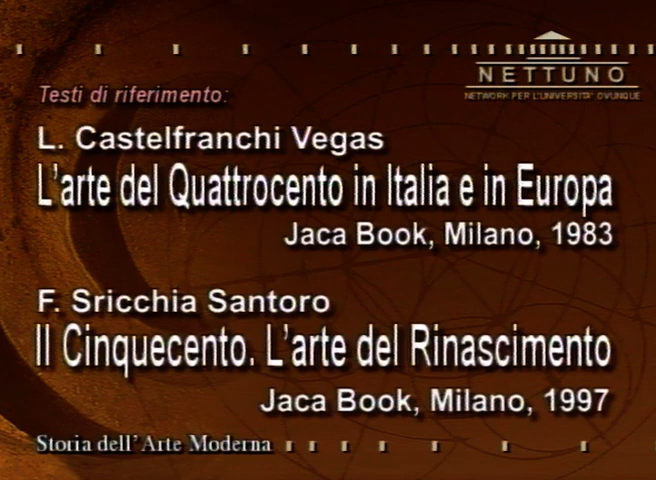 NETTUNO
NETWORK PER L'UNIVERSITA' OVUNQUE
Testi di riferimento:
L. Castelfranchi Vegas
L'arte del Quattrocento in Italia e in Europa
Jaca Book, Milano, 1983
F. Sricchia Santoro
Il Cinquecento. L'arte del Rinascimento
Jaca Book, Milano, 1997
Storia dell'Arte Moderna